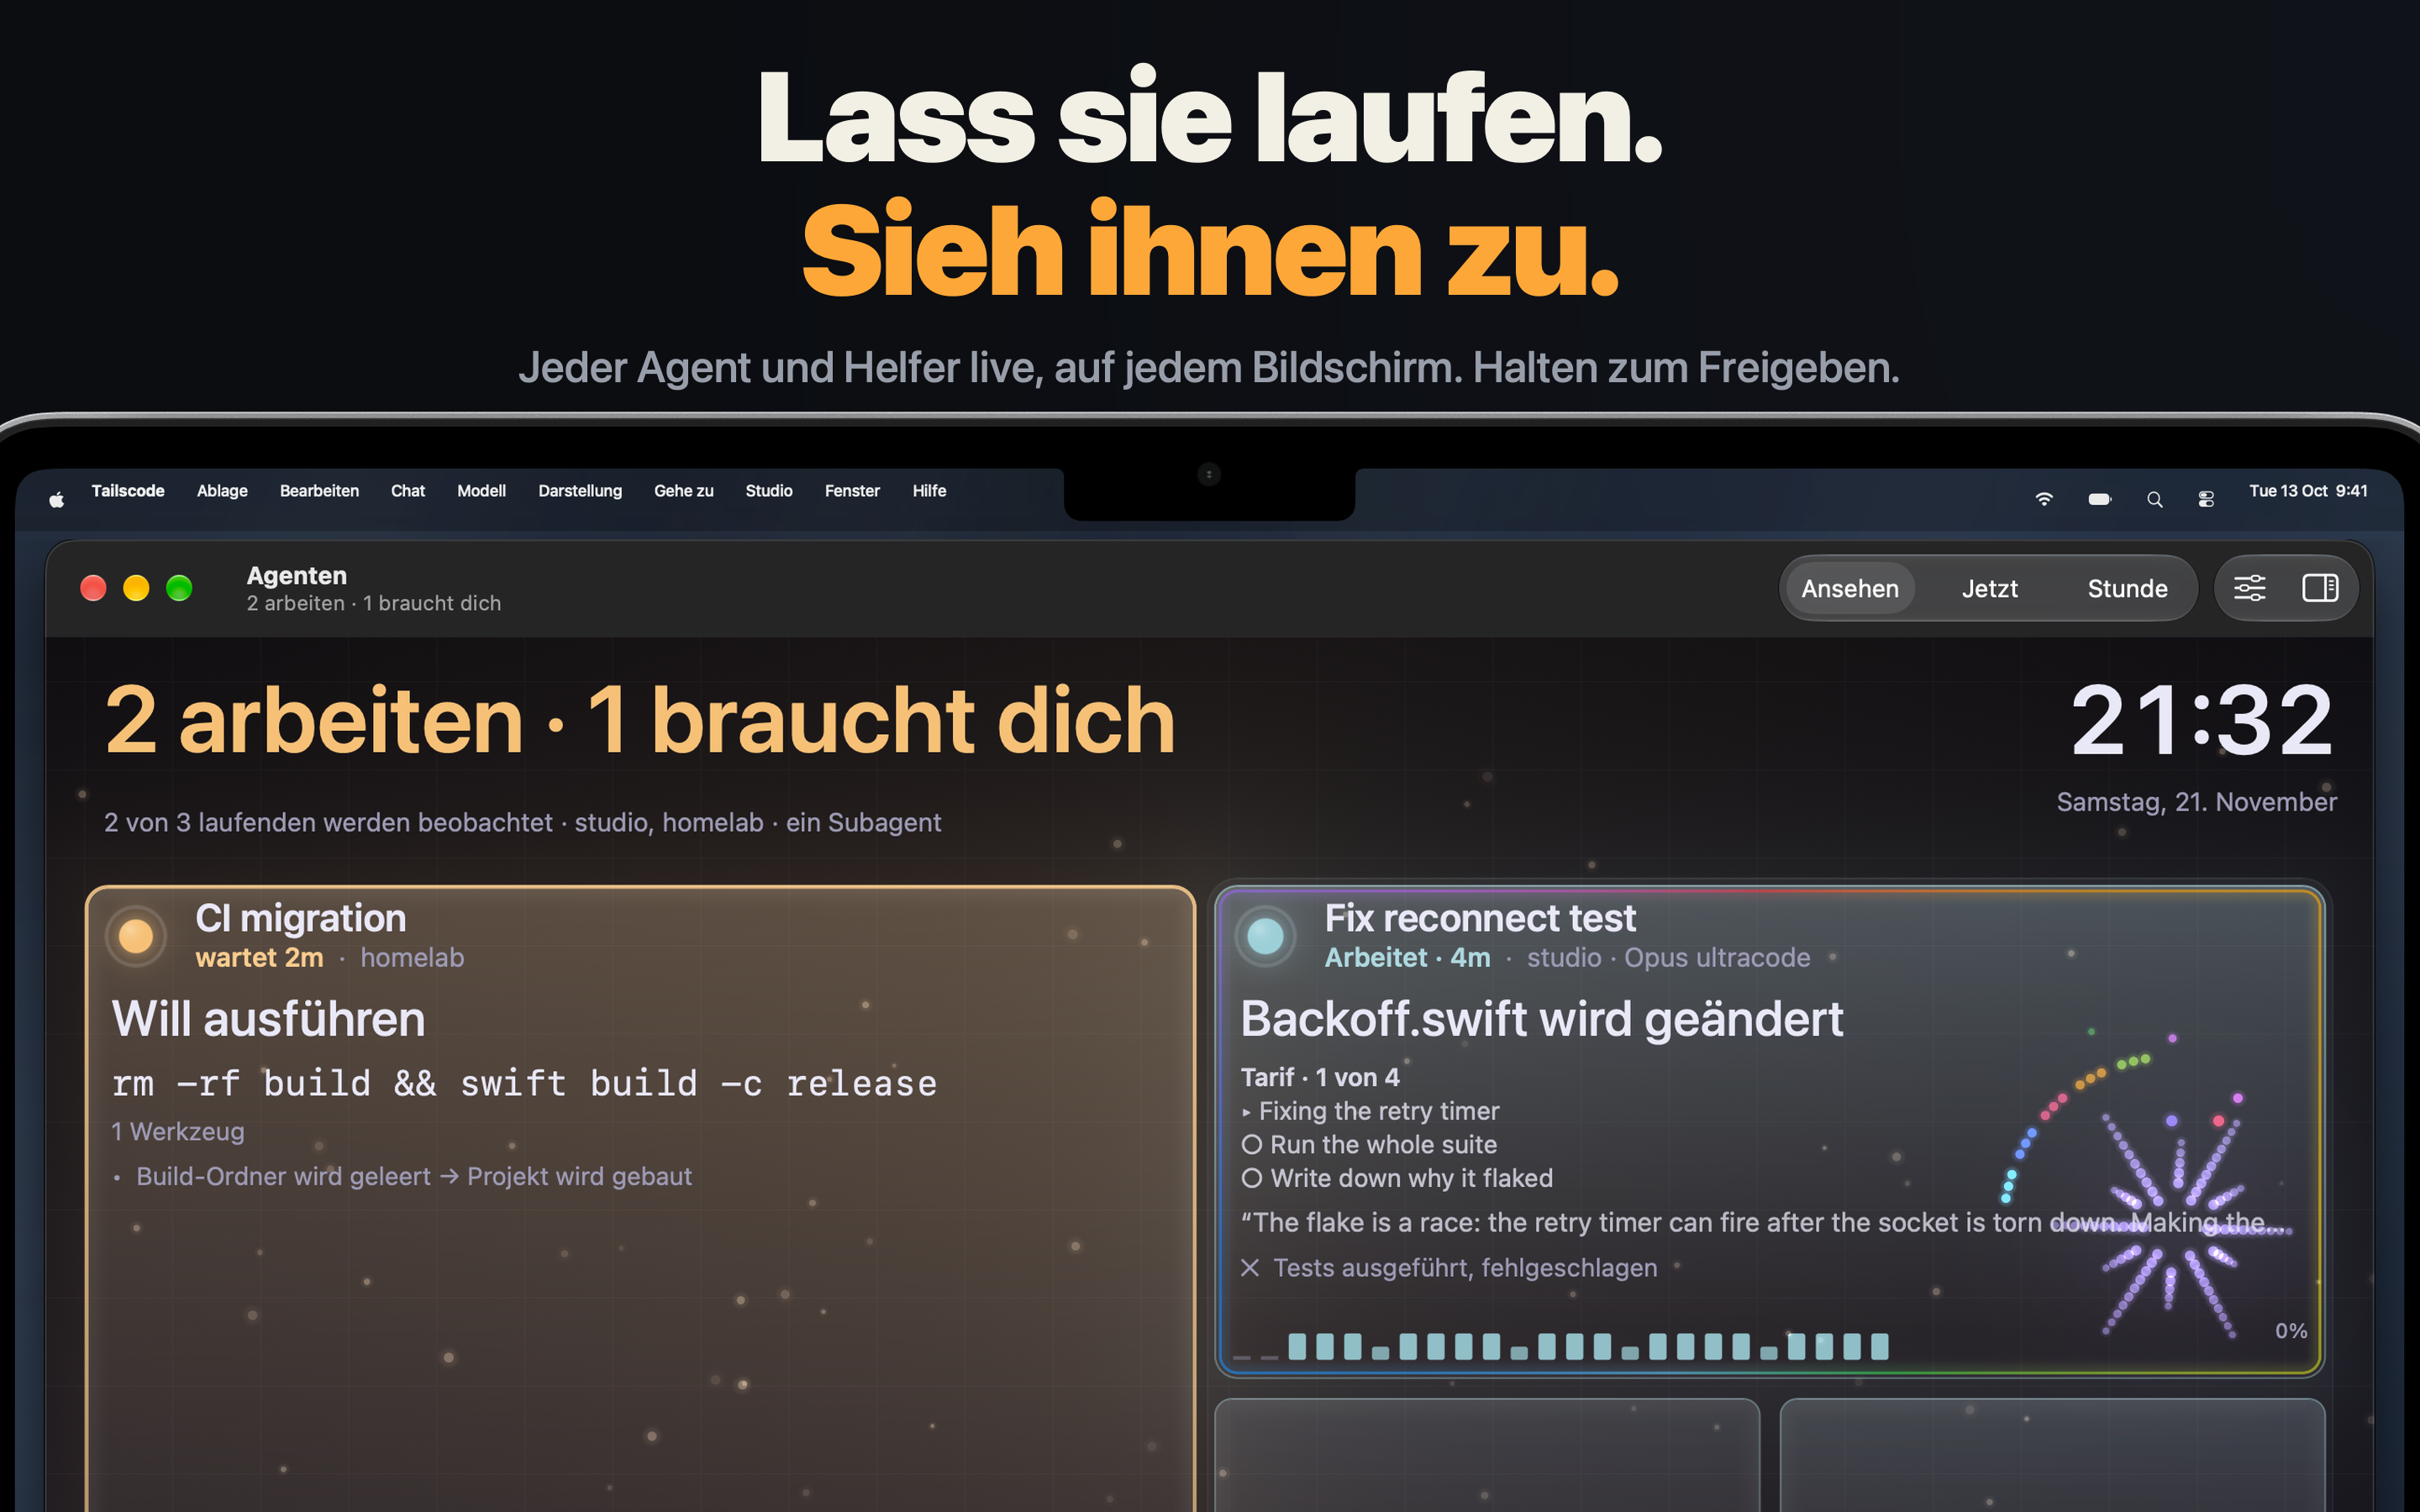 Lass sie laufen.
Sieh ihnen zu.
Jeder Agent und Helfer live, auf jedem Bildschirm. Halten zum Freigeben.
Tailscode Ablage Bearbeiten Chat Modell Darstellung Gehe zu Studio Fenster Hilfe Tue 13 Oct 9:41
Agenten
2 arbeiten · 1 braucht dich
Ansehen Jetzt Stunde
2 arbeiten · 1 braucht dich
21:32
Samstag, 21. November
2 von 3 laufenden werden beobachtet · studio, homelab · ein Subagent
CI migration
wartet 2m · homelab
Will ausführen
rm -rf build && swift build -c release
1 Werkzeug
• Build-Ordner wird geleert → Projekt wird gebaut
Fix reconnect test
Arbeitet · 4m · studio · Opus ultracode
Backoff.swift wird geändert
Tarif · 1 von 4
▸ Fixing the retry timer
○ Run the whole suite
○ Write down why it flaked
“The flake is a race: the retry timer can fire after the socket is torn down. Making the…
✕ Tests ausgeführt, fehlgeschlagen
0%